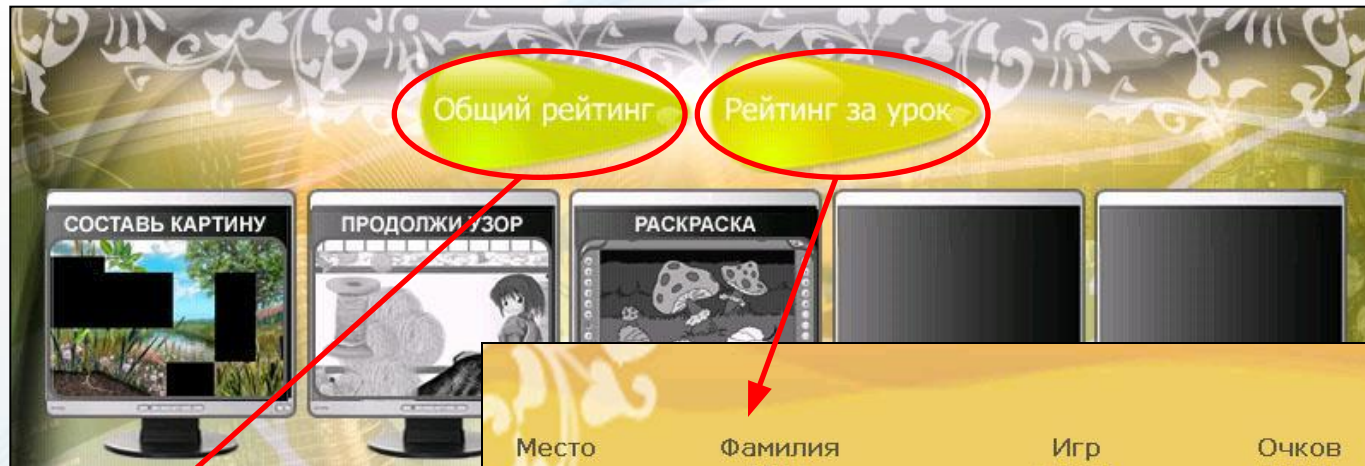 Общий рейтинг Рейтинг за урок
СОСТАВЬ КАРТИНУ ПРОДОЛЖИ УЗОР РАСКРАСКА
Место Фамилия Игр Очков